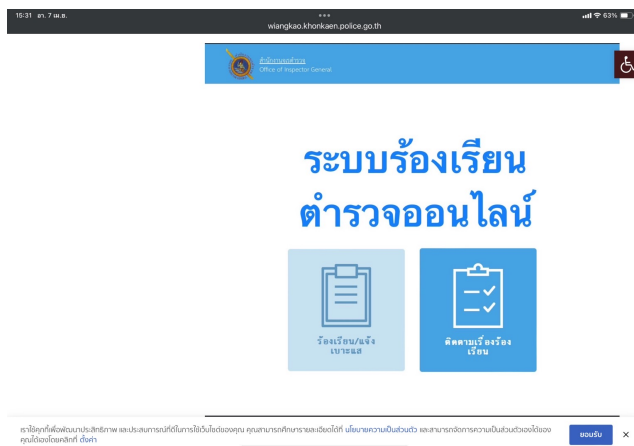 15:31 อา. 7 เม.ย.
63%
wiangkao.khonkaen.police.go.th
สำนักงานจเรตำรวจ
Office of Inspector General
ระบบร้องเรียน
ตำรวจออนไลน์
ร้องเรียน/แจ้ง
เบาะแส
ติดตามเรื่องร้อง
เรียน
เราใช้คุกกี้เพื่อพัฒนาประสิทธิภาพ และประสบการณ์ที่ดีในการใช้เว็บไซต์ของคุณ คุณสามารถศึกษารายละเอียดได้ที่ นโยบายความเป็นส่วนตัว และสามารถจัดการความเป็นส่วนตัวเองได้ของ
คุณได้เองโดยคลิกที่ ตั้งค่า
ยอมรับ